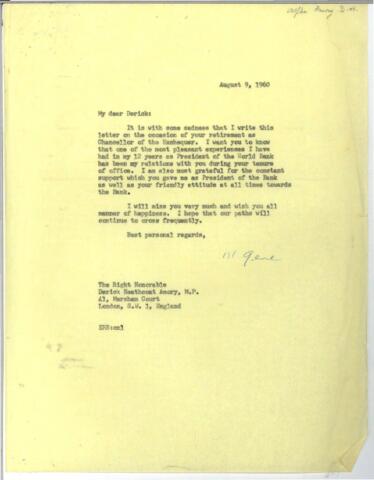 August 9, 1960
My dear Derick:
It is with some sadness that I write this
letter on the occasion of your retirement as
Chancellor of the Exchequer. I want you to know
that one of the most pleasant experiences I have
had in my 12 years as President of the World Bank
has been my relations with you during your tenure
of office. I am also most grateful for the constant
support which you gave me as President of the Bank
as well as your friendly attitude at all times towards
the Bank.
I will miss you very much and wish you all
manner of happiness. I hope that our paths will
continue to cross frequently.
Best personal regards,
Gene
The Right Honorable
Derick Heathcoat Amory, M.P.
41, Marsham Court
London, S.W. 1, England
ERB:eml